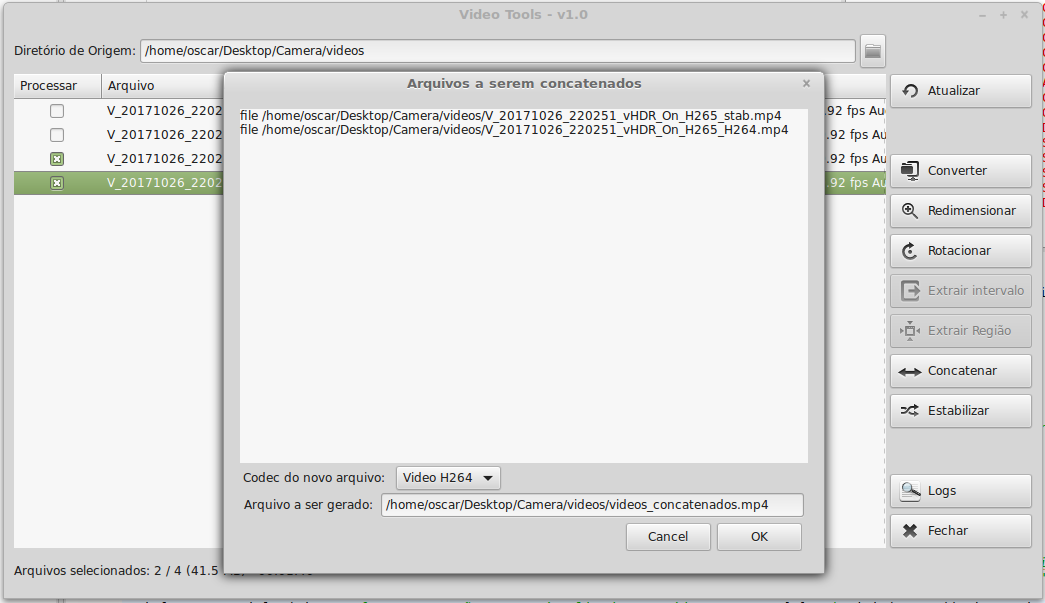 Video Tools - v1.0
Diretório de Origem: /home/oscar/Desktop/Camera/videos
Processar Arquivo
Arquivos a serem concatenados
file /home/oscar/Desktop/Camera/videos/V_20171026_220251_vHDR_On_H265_stab.mp4
file /home/oscar/Desktop/Camera/videos/V_20171026_220251_vHDR_On_H265_H264.mp4
V_20171026_2202 .92 fps Au
V_20171026_2202 .92 fps Au
V_20171026_2202 .92 fps Au
V_20171026_2202 .92 fps Au
Codec do novo arquivo: Video H264
Arquivo a ser gerado: /home/oscar/Desktop/Camera/videos/videos_concatenados.mp4
Cancel OK
Atualizar
Converter
Redimensionar
Rotacionar
Extrair intervalo
Extrair Região
Concatenar
Estabilizar
Logs
Fechar
Arquivos selecionados: 2 / 4 (41.5